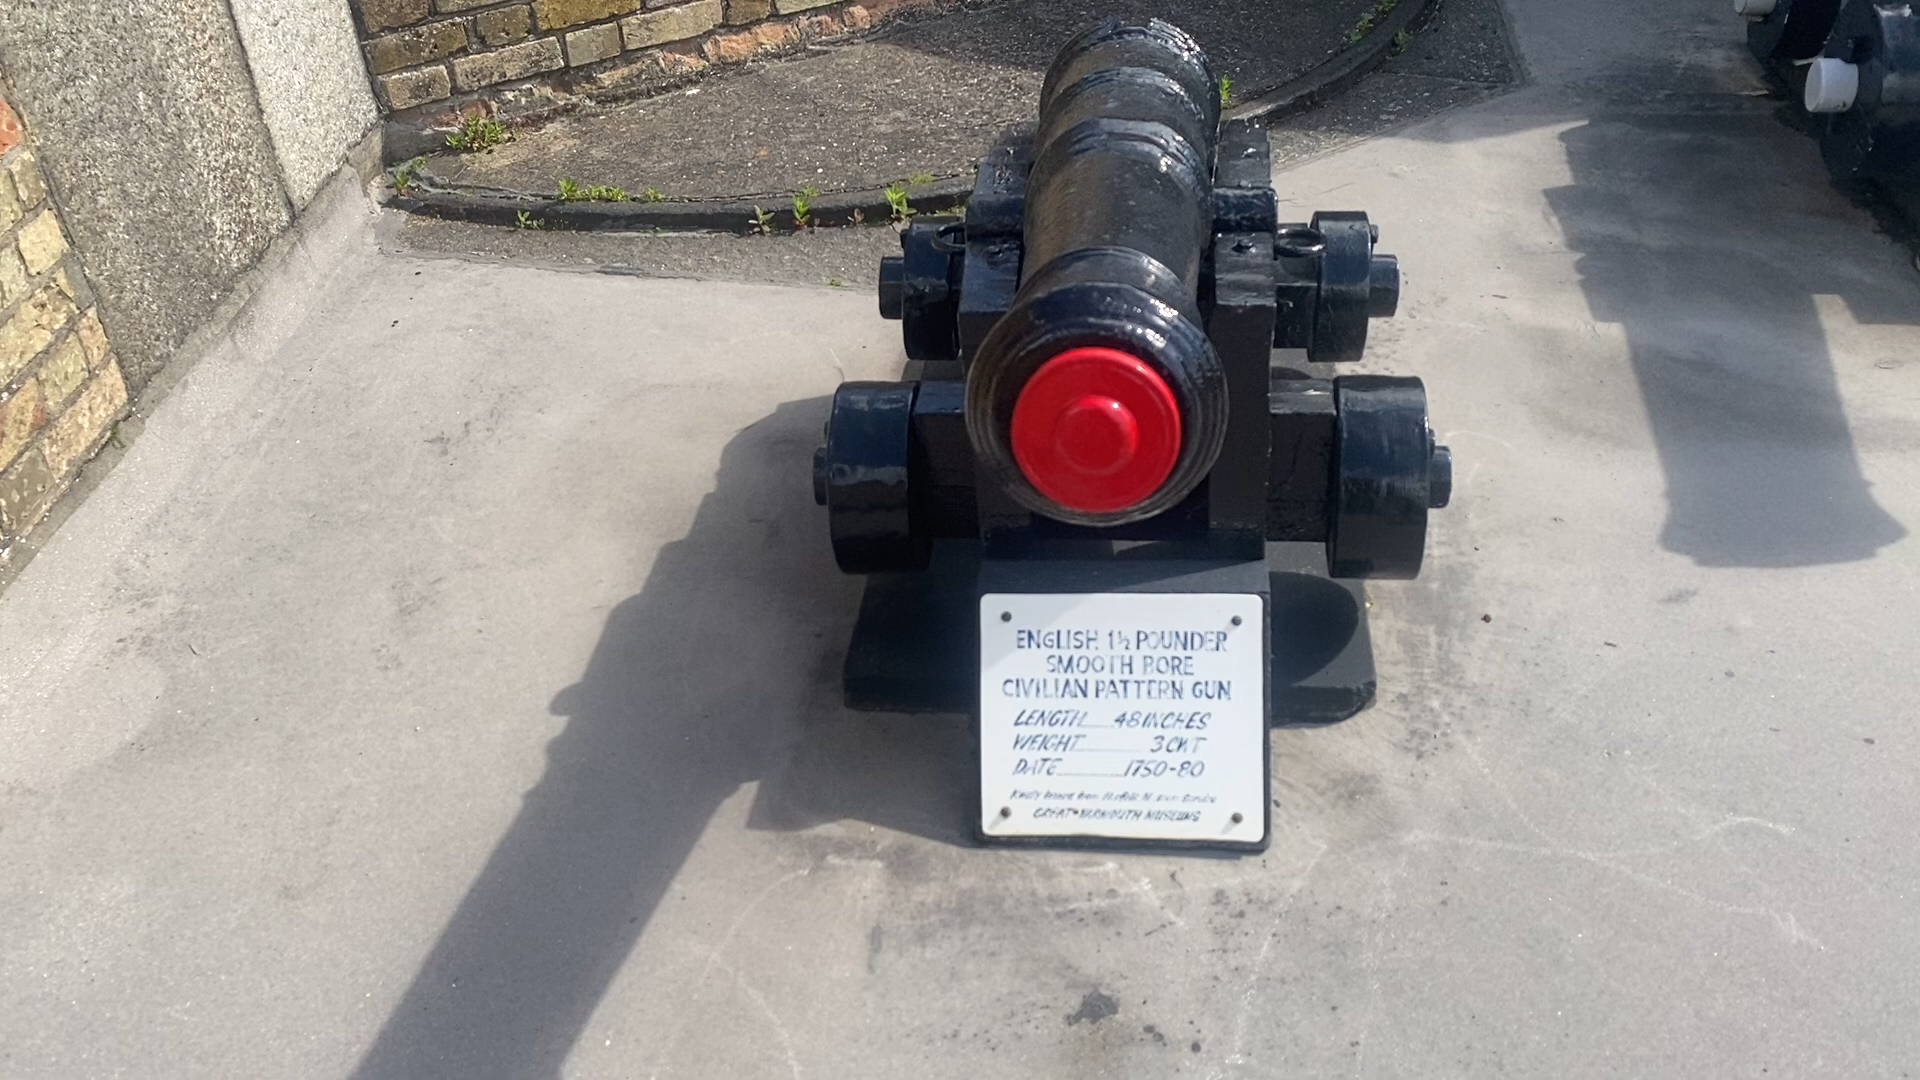 ENGLISH 1½ POUNDER
SMOOTH BORE
CIVILIAN PATTERN GUN
LENGTH.....48 INCHES
WEIGHT............3 CWT
DATE..............1750-80
GREAT YARMOUTH MUSEUMS